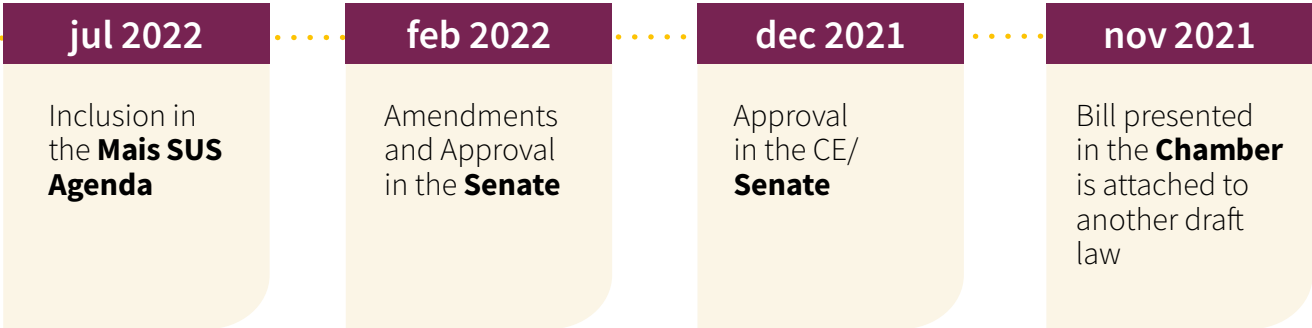 jul 2022
Inclusion in
the Mais SUS
Agenda
feb 2022
Amendments
and Approval
in the Senate
dec 2021
Approval
in the CE/
Senate
nov 2021
Bill presented
in the Chamber
is attached to
another draft
law